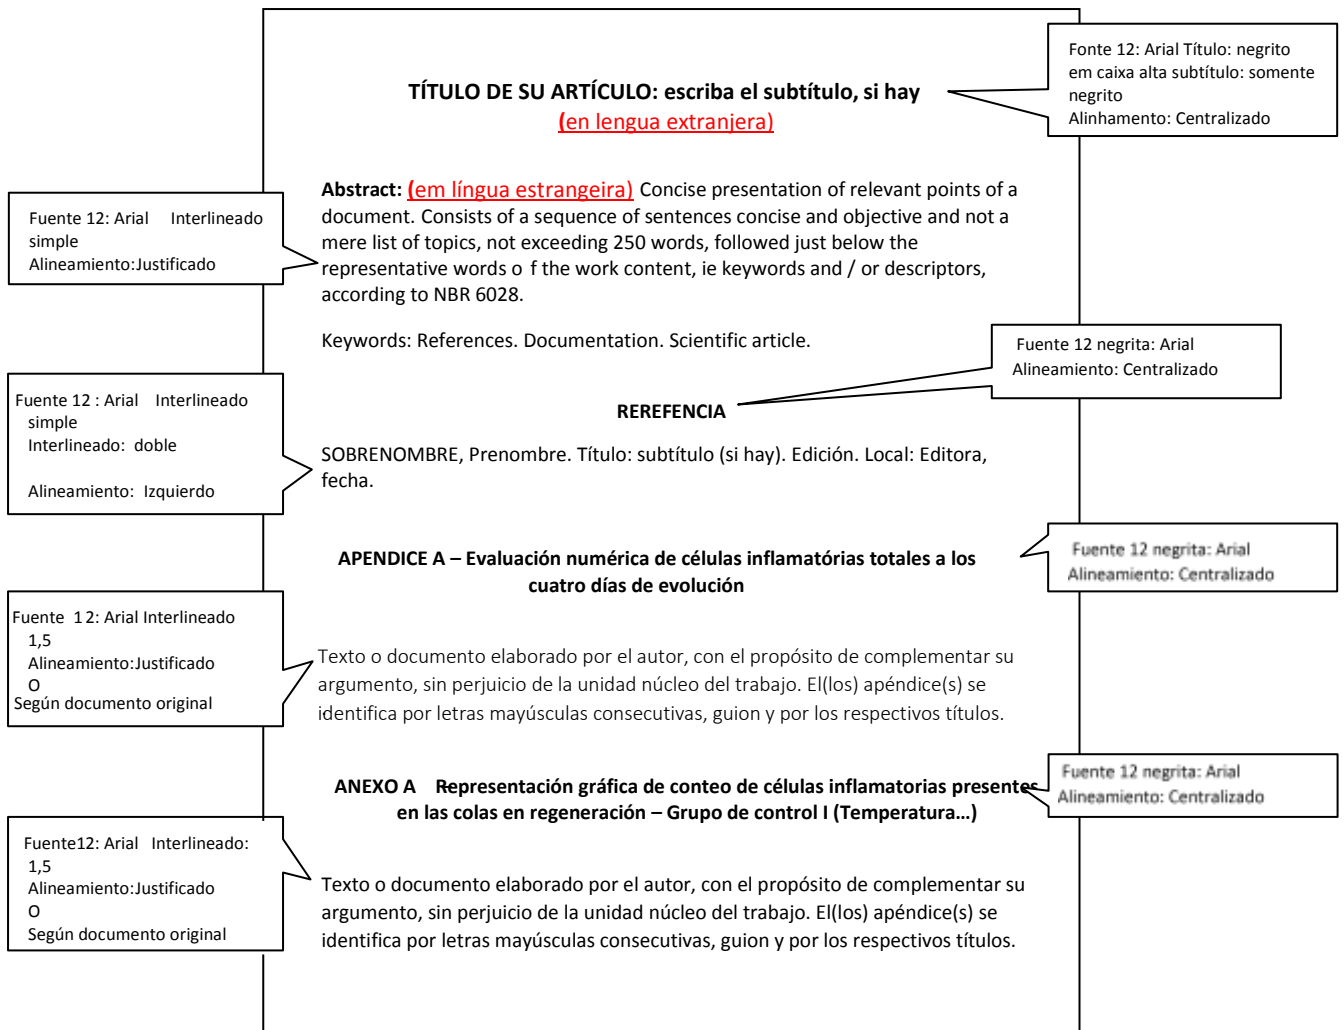 Fonte 12: Arial Título: negrito
em caixa alta subtítulo: somente
negrito
Alinhamento: Centralizado
TÍTULO DE SU ARTÍCULO: escriba el subtítulo, si hay
(en lengua extranjera)
Fuente 12: Arial Interlineado
simple
Alineamiento:Justificado
Abstract: (em língua estrangeira) Concise presentation of relevant points of a
document. Consists of a sequence of sentences concise and objective and not a
mere list of topics, not exceeding 250 words, followed just below the
representative words o f the work content, ie keywords and / or descriptors,
according to NBR 6028.
Keywords: References. Documentation. Scientific article.
Fuente 12 negrita: Arial
Alineamiento: Centralizado
Fuente 12 : Arial Interlineado
simple
Interlineado: doble
Alineamiento: Izquierdo
REREFENCIA
SOBRENOMBRE, Prenombre. Título: subtítulo (si hay). Edición. Local: Editora,
fecha.
APENDICE A – Evaluación numérica de células inflamatórias totales a los
cuatro días de evolución
Fuente 12 negrita: Arial
Alineamiento: Centralizado
Fuente 12: Arial Interlineado
1,5
Alineamiento:Justificado
O
Según documento original
Texto o documento elaborado por el autor, con el propósito de complementar su
argumento, sin perjuicio de la unidad núcleo del trabajo. El(los) apéndice(s) se
identifica por letras mayúsculas consecutivas, guion y por los respectivos títulos.
ANEXO A Representación gráfica de conteo de células inflamatorias presentes
en las colas en regeneración – Grupo de control I (Temperatura...)
Fuente 12 negrita: Arial
Alineamiento: Centralizado
Fuente12: Arial Interlineado:
1,5
Alineamiento:Justificado
O
Según documento original
Texto o documento elaborado por el autor, con el propósito de complementar su
argumento, sin perjuicio de la unidad núcleo del trabajo. El(los) apéndice(s) se
identifica por letras mayúsculas consecutivas, guion y por los respectivos títulos.